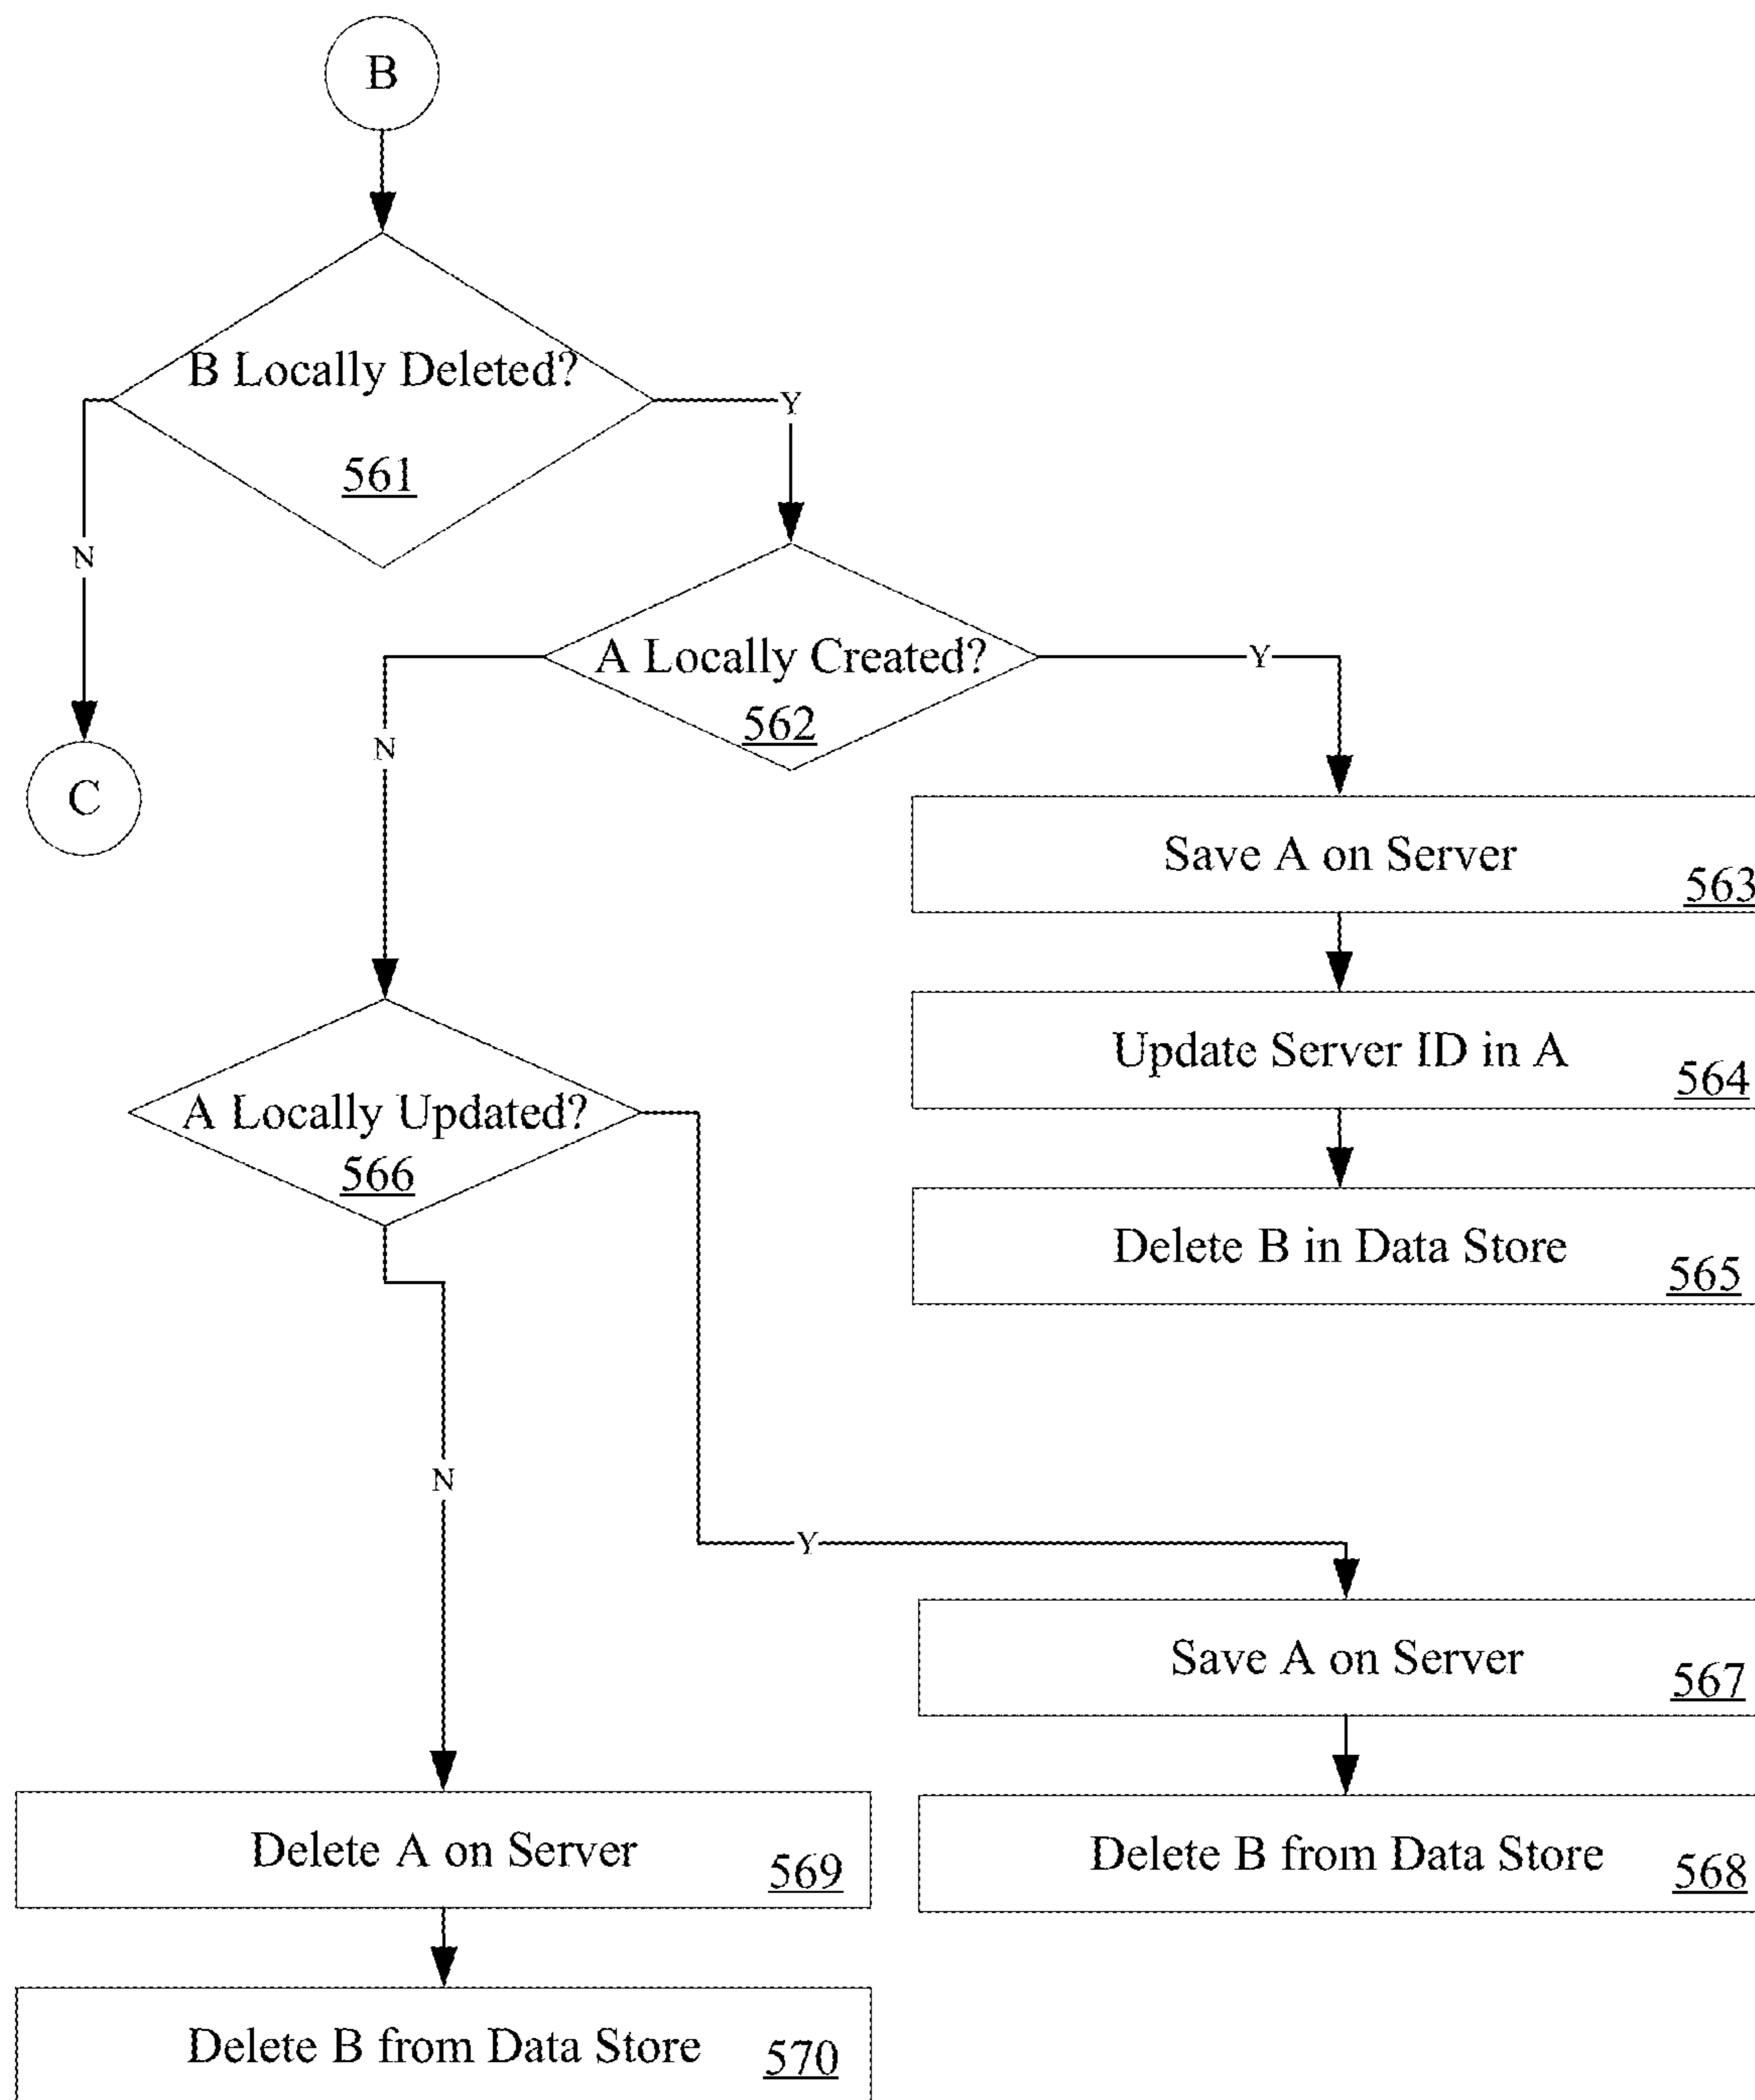 B
B Locally Deleted?
561
Y
N
A Locally Created?
562
Y
N
C
Save A on Server
563
Update Server ID in A
564
Delete B in Data Store
565
A Locally Updated?
566
N
Y
Save A on Server
567
Delete B from Data Store
568
Delete A on Server
569
Delete B from Data Store
570